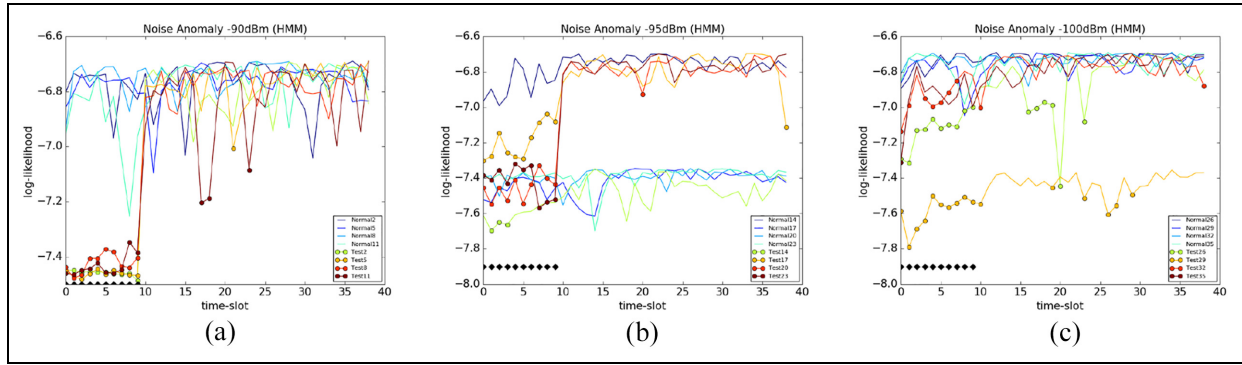 Noise Anomaly -90dBm (HMM)
−6.6
−6.8
−7.0
−7.2
−7.4
log-likelihood
0 5 10 15 20 25 30 35 40
time-slot
Normal2
Normal5
Normal8
Normal11
Test2
Test5
Test8
Test11
(a)
Noise Anomaly -95dBm (HMM)
−6.6
−6.8
−7.0
−7.2
−7.4
−7.6
−7.8
−8.0
log-likelihood
0 5 10 15 20 25 30 35 40
time-slot
Normal14
Normal17
Normal20
Normal23
Test14
Test17
Test20
Test23
(b)
Noise Anomaly -100dBm (HMM)
−6.6
−6.8
−7.0
−7.2
−7.4
−7.6
−7.8
−8.0
log-likelihood
0 5 10 15 20 25 30 35 40
time-slot
Normal26
Normal29
Normal32
Normal35
Test26
Test29
Test32
Test35
(c)